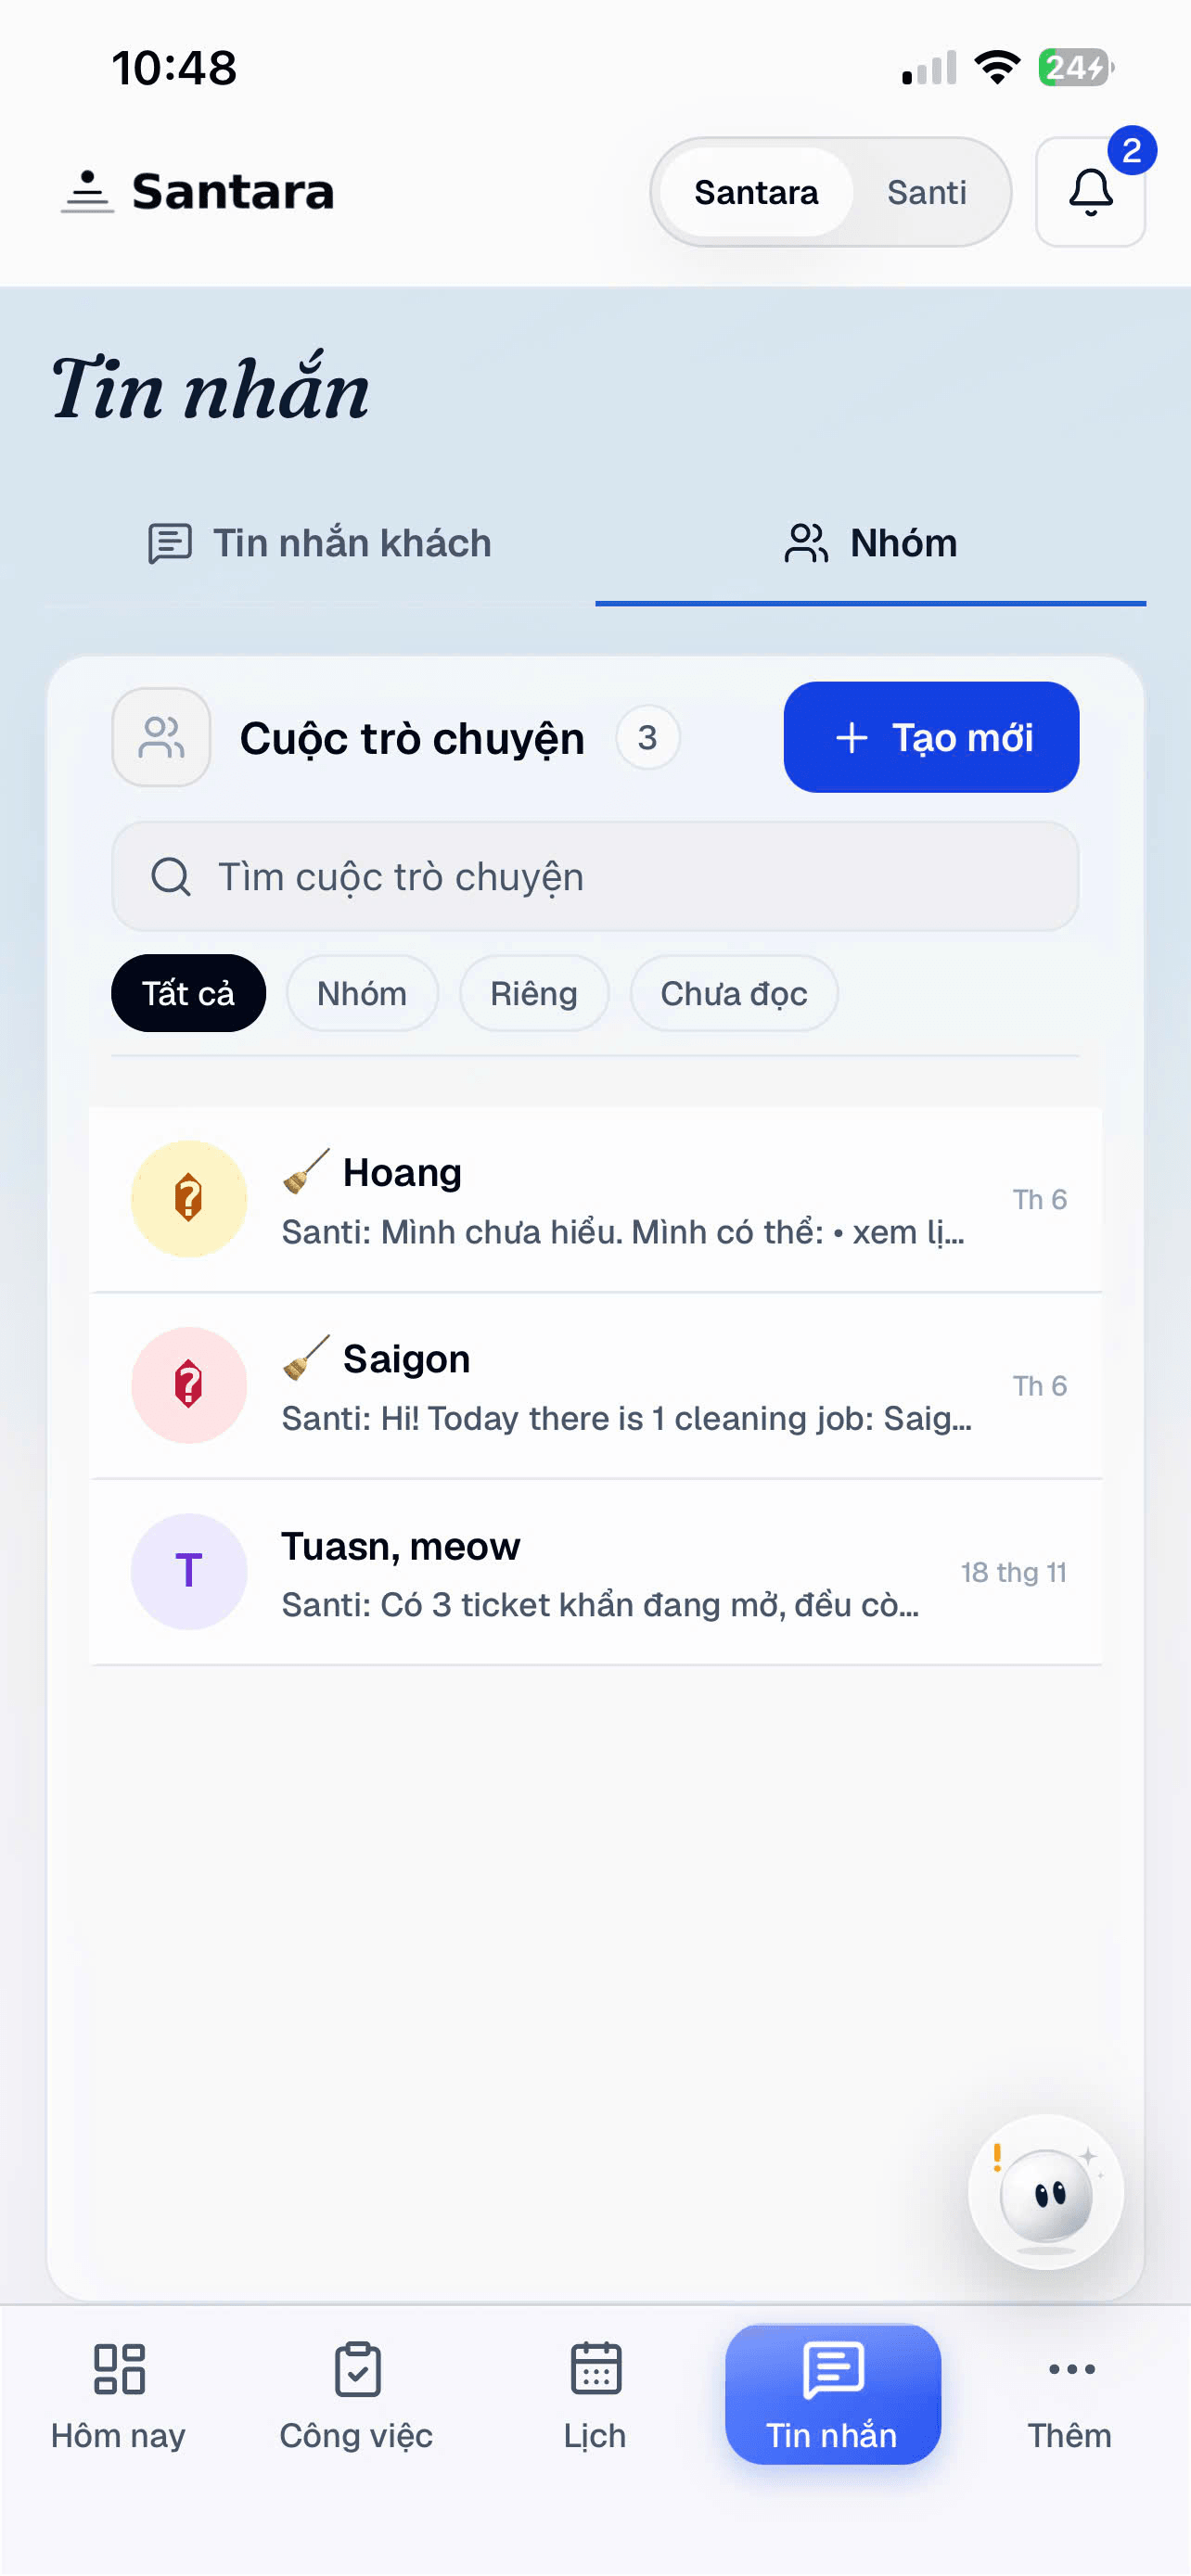 10:48
24
Santara
Santara
Santi
2
Tin nhắn
Tin nhắn khách
Nhóm
Cuộc trò chuyện
3
+ Tạo mới
Tìm cuộc trò chuyện
Tất cả
Nhóm
Riêng
Chưa đọc
🧹 Hoang
Th 6
Santi: Mình chưa hiểu. Mình có thể: • xem lị...
🧹 Saigon
Th 6
Santi: Hi! Today there is 1 cleaning job: Saig...
T
Tuasn, meow
18 thg 11
Santi: Có 3 ticket khẩn đang mở, đều cò...
Hôm nay
Công việc
Lịch
Tin nhắn
Thêm